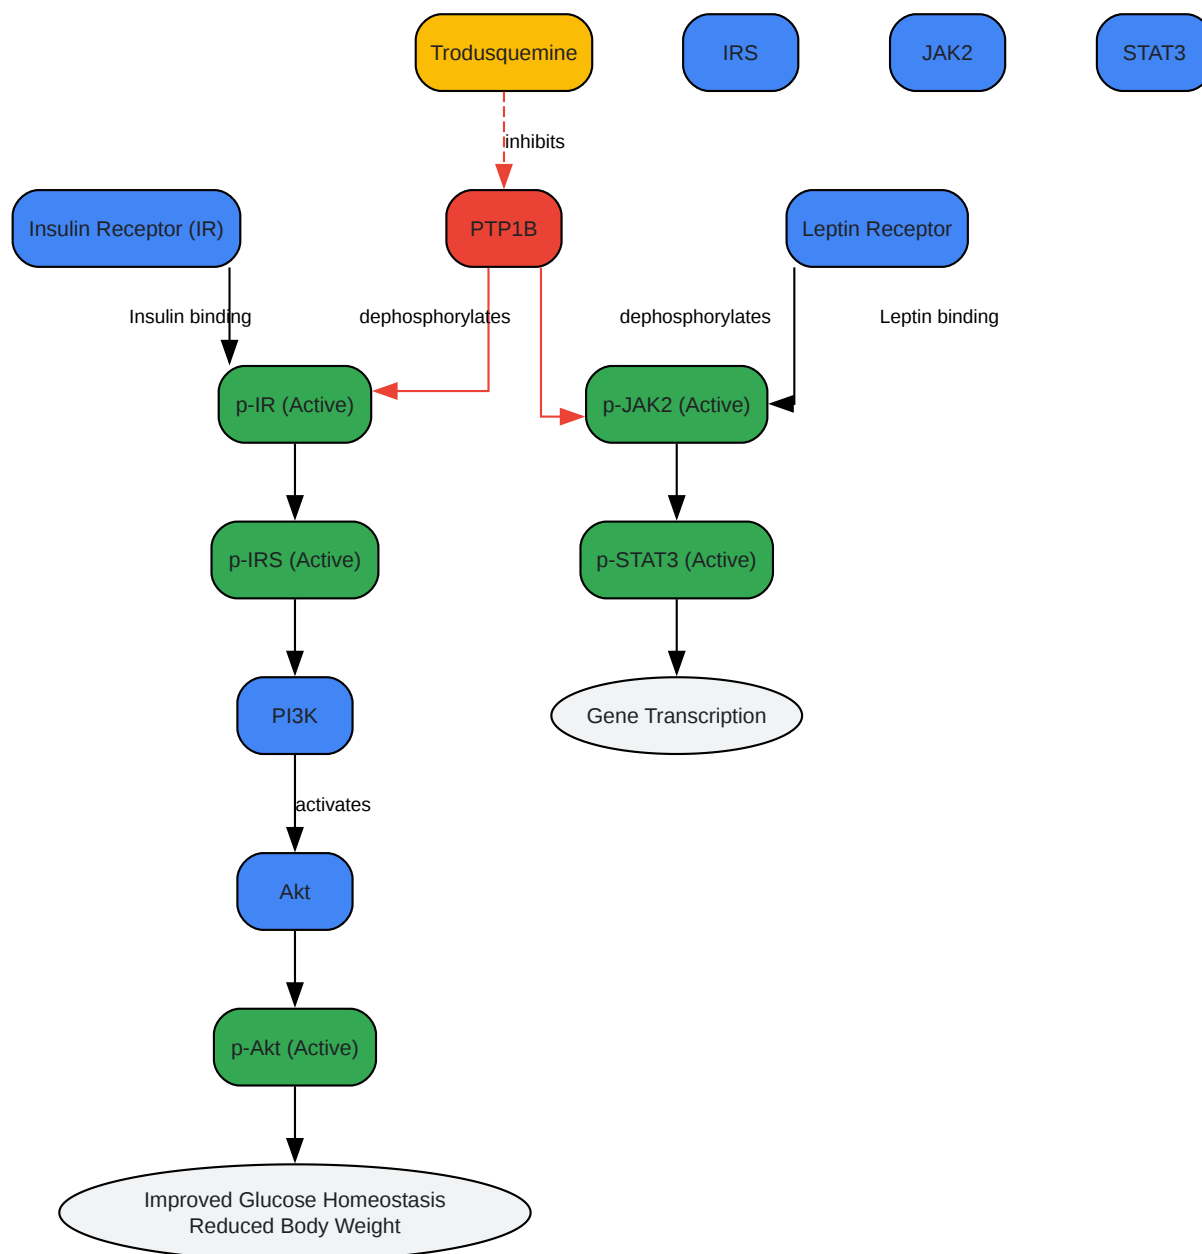 Trodusquemine
IRS
JAK2
STAT3
inhibits
Insulin Receptor (IR)
PTP1B
Leptin Receptor
Insulin binding
dephosphorylates
dephosphorylates
Leptin binding
p-IR (Active)
p-JAK2 (Active)
p-IRS (Active)
p-STAT3 (Active)
PI3K
Gene Transcription
activates
Akt
p-Akt (Active)
Improved Glucose Homeostasis
Reduced Body Weight